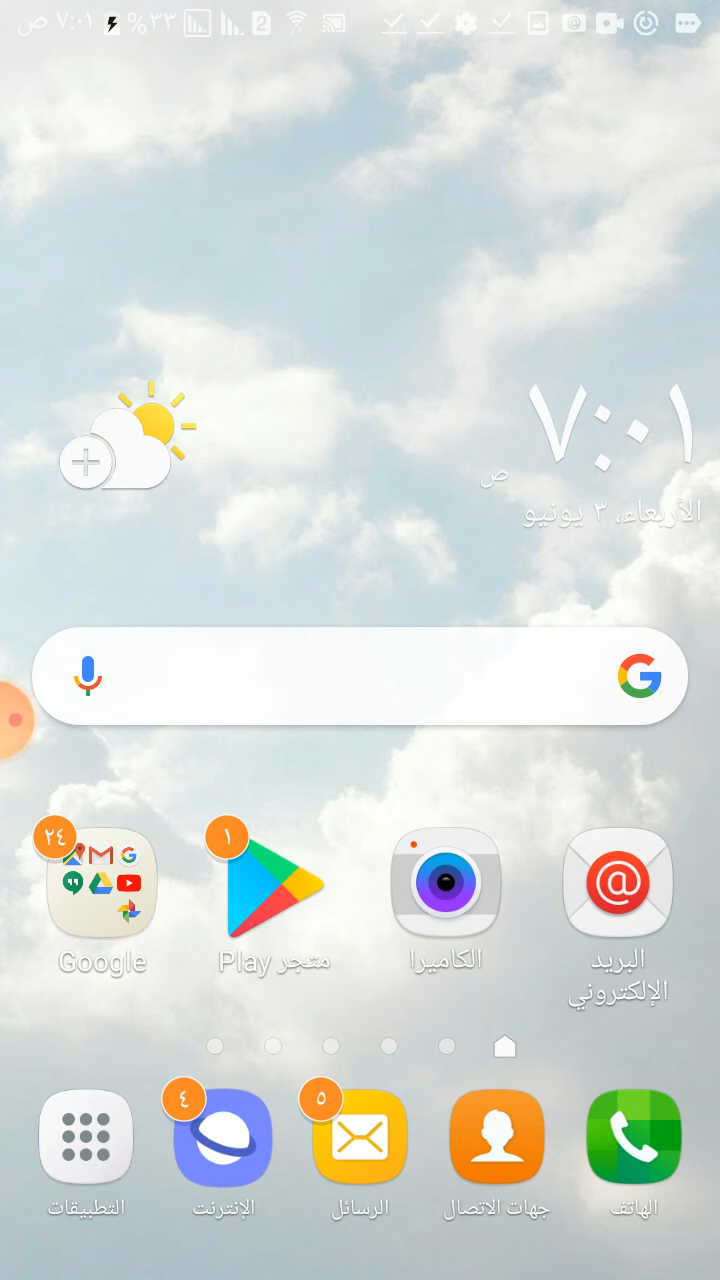 ٧:٠١ ص %٣٣ 2
٧:٠١
ص
الأربعاء، ٣ يونيو
١ ٢٤
البريد الإلكتروني الكاميرا متجر Play Google
٥ ٤
الهاتف جهات الاتصال الرسائل الإنترنت التطبيقات